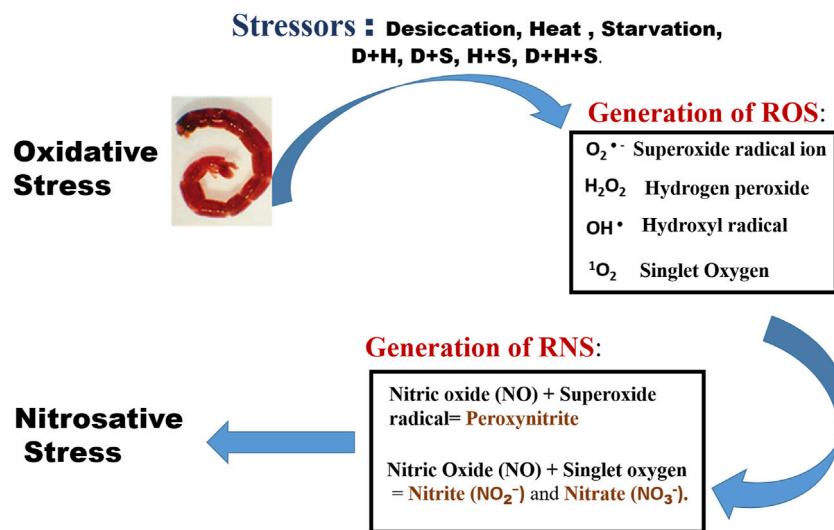 Stressors : Desiccation, Heat , Starvation,
D+H, D+S, H+S, D+H+S.
Oxidative
Stress
Generation of ROS:
O₂•- Superoxide radical ion
H₂O₂ Hydrogen peroxide
OH• Hydroxyl radical
¹O₂ Singlet Oxygen
Generation of RNS:
Nitric oxide (NO) + Superoxide
radical= Peroxynitrite
Nitric Oxide (NO) + Singlet oxygen
= Nitrite (NO₂⁻) and Nitrate (NO₃⁻).
Nitrosative
Stress